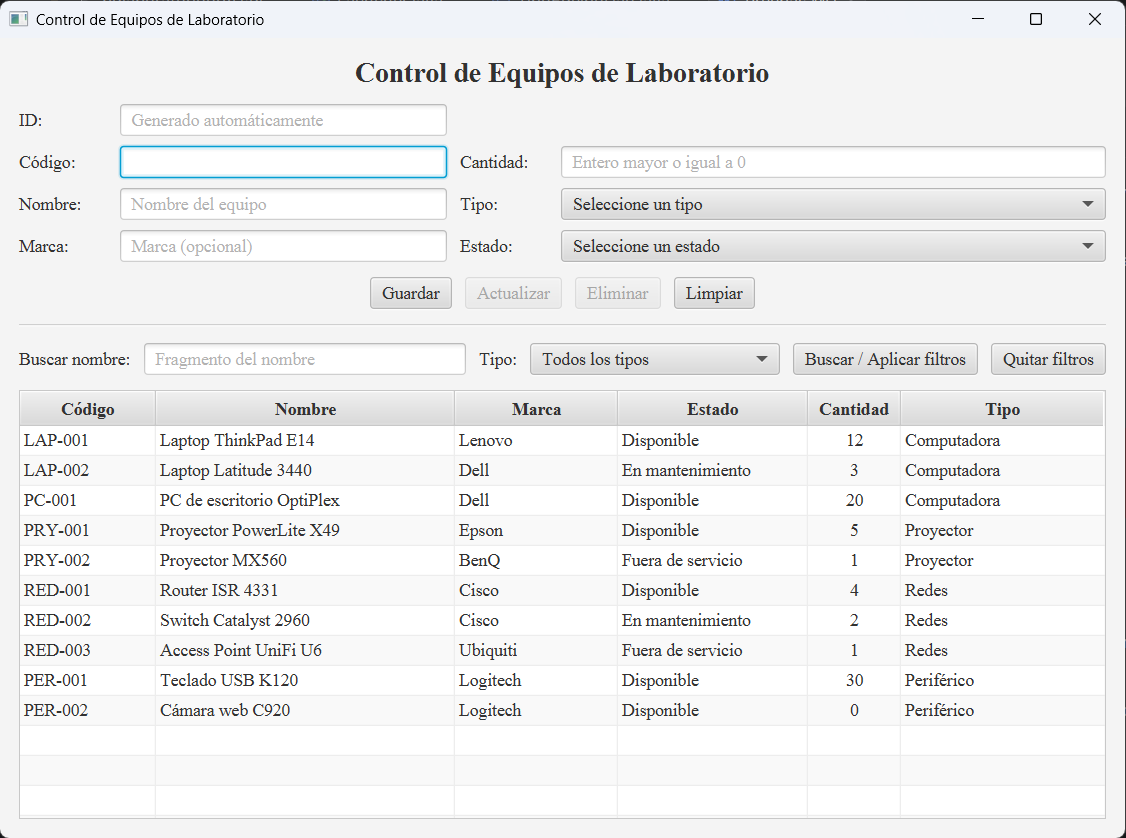 Control de Equipos de Laboratorio
Control de Equipos de Laboratorio
ID: Generado automáticamente
Código: Cantidad: Entero mayor o igual a 0
Nombre: Nombre del equipo Tipo: Seleccione un tipo
Marca: Marca (opcional) Estado: Seleccione un estado
Guardar Actualizar Eliminar Limpiar
Buscar nombre: Fragmento del nombre Tipo: Todos los tipos Buscar / Aplicar filtros Quitar filtros
Código Nombre Marca Estado Cantidad Tipo
LAP-001 Laptop ThinkPad E14 Lenovo Disponible 12 Computadora
LAP-002 Laptop Latitude 3440 Dell En mantenimiento 3 Computadora
PC-001 PC de escritorio OptiPlex Dell Disponible 20 Computadora
PRY-001 Proyector PowerLite X49 Epson Disponible 5 Proyector
PRY-002 Proyector MX560 BenQ Fuera de servicio 1 Proyector
RED-001 Router ISR 4331 Cisco Disponible 4 Redes
RED-002 Switch Catalyst 2960 Cisco En mantenimiento 2 Redes
RED-003 Access Point UniFi U6 Ubiquiti Fuera de servicio 1 Redes
PER-001 Teclado USB K120 Logitech Disponible 30 Periférico
PER-002 Cámara web C920 Logitech Disponible 0 Periférico